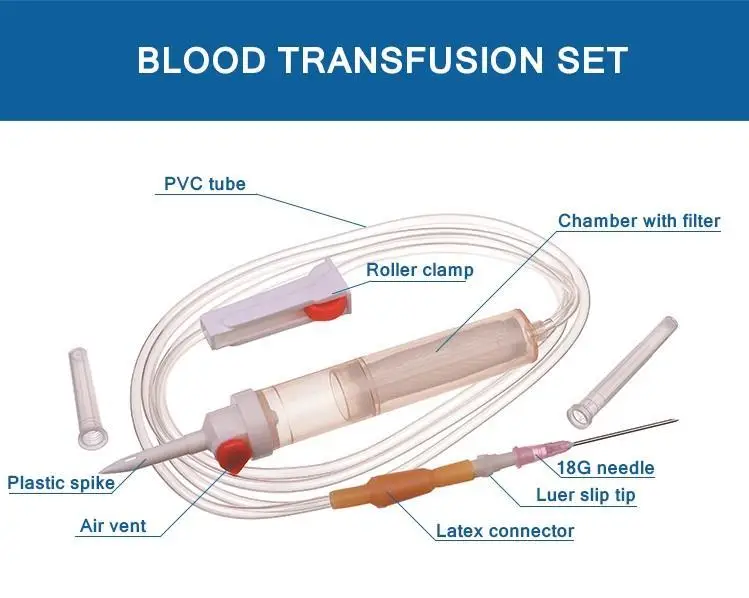 BLOOD TRANSFUSION SET
PVC tube
Chamber with filter
Roller clamp
18G needle
Plastic spike
Luer slip tip
Air vent
Latex connector